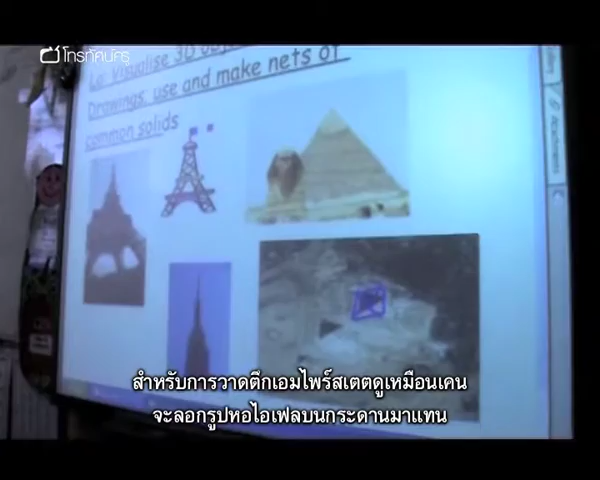 โทรทัศน์ครู
Lo: Visualise 3D
Drawings; use and make nets of
common solids
Attachments
สำหรับการวาดตึกเอมไพร์สเตตดูเหมือนเคน
จะลอกรูปหอไอเฟลบนกระดานมาแทน